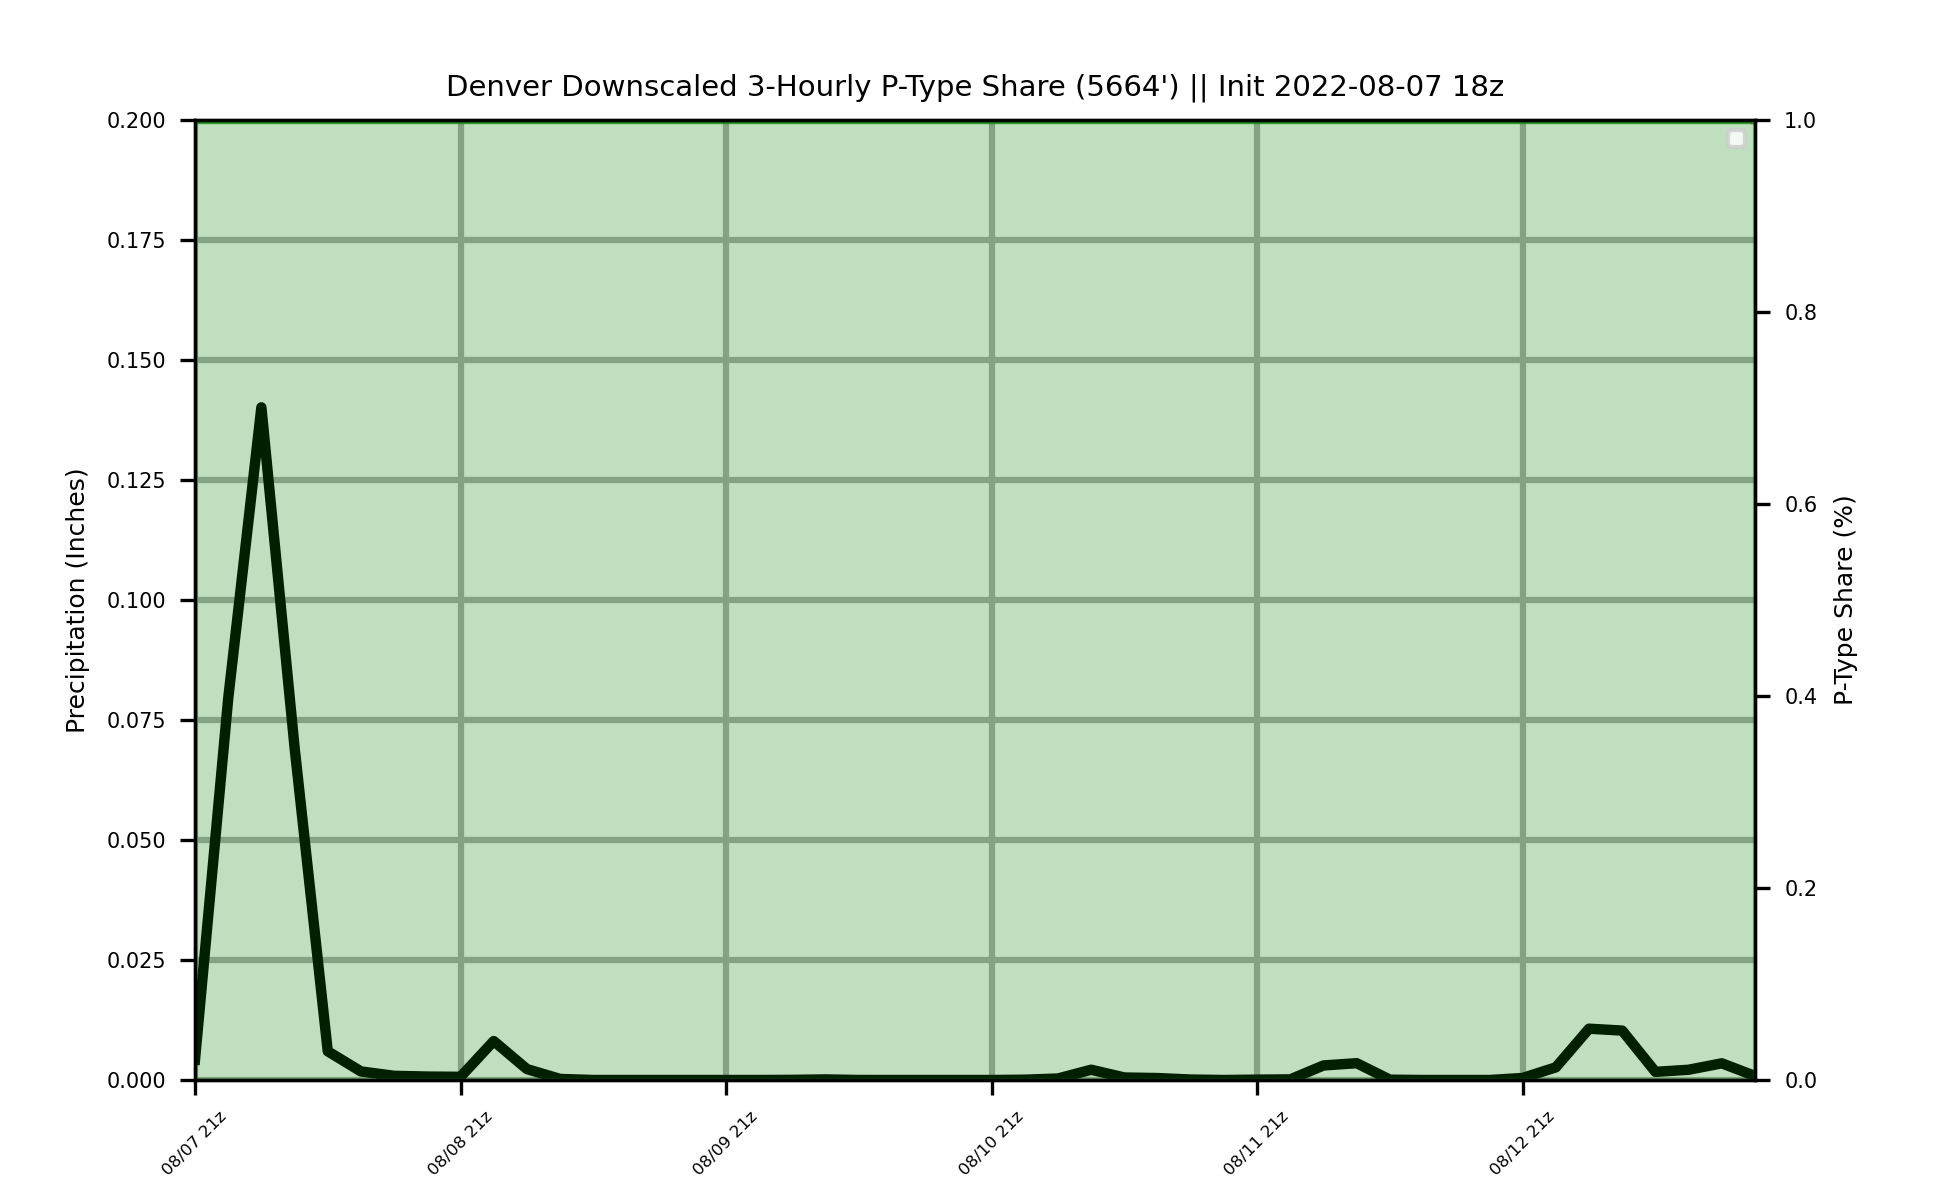 Denver Downscaled 3-Hourly P-Type Share (5664') || Init 2022-08-07 18z
0.200
0.175
0.150
0.125
0.100
0.075
0.050
0.025
0.000
Precipitation (Inches)
1.0
0.8
0.6
0.4
0.2
0.0
P-Type Share (%)
08/07 21z
08/08 21z
08/09 21z
08/10 21z
08/11 21z
08/12 21z